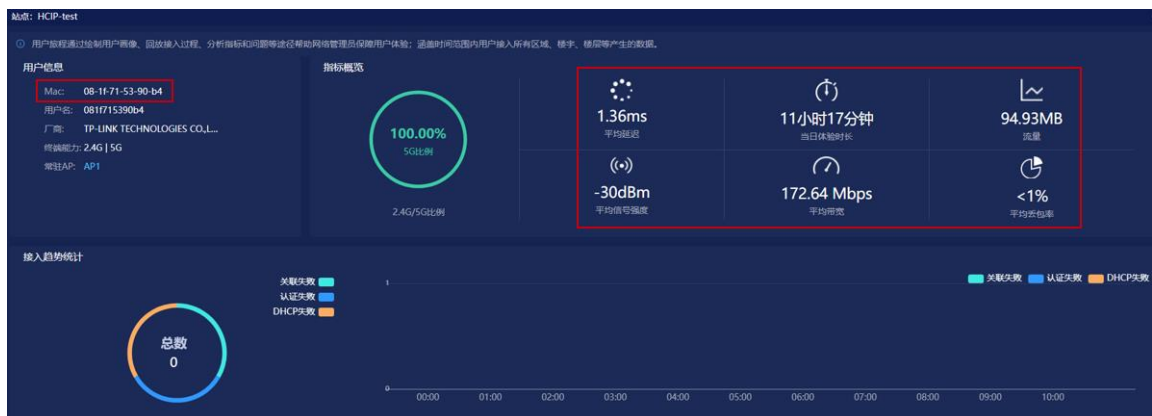 站点：HCIP-test
用户旅程通过绘制用户画像、回放接入过程、分析指标和问题等途径帮助网络管理员保障用户体验；涵盖时间范围内用户接入所有区域、楼宇、楼层等产生的数据。
用户信息
Mac: 08-1f-71-53-90-b4
用户名: 081f715390b4
厂商: TP-LINK TECHNOLOGIES CO.,L...
终端能力: 2.4G | 5G
常驻AP: AP1
指标概览
100.00%
5G比例
2.4G/5G比例
1.36ms
平均延迟
11小时17分钟
当日体验时长
94.93MB
流量
-30dBm
平均信号强度
172.64 Mbps
平均带宽
<1%
平均丢包率
接入趋势统计
总数
0
关联失败
认证失败
DHCP失败
关联失败 认证失败 DHCP失败
1
0
00:00 01:00 02:00 03:00 04:00 05:00 06:00 07:00 08:00 09:00 10:00